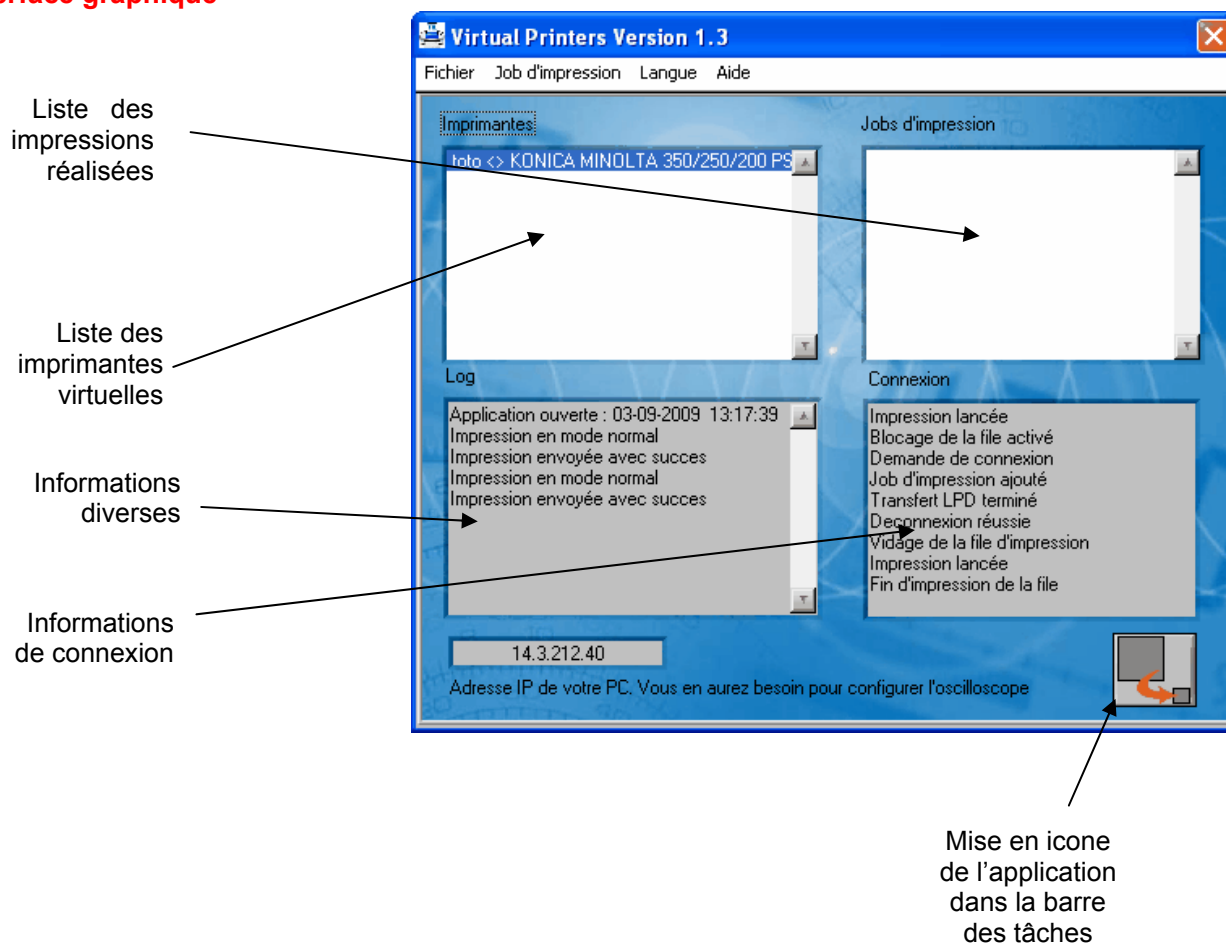 graphique
Virtual Printers Version 1.3
Fichier Job d'impression Langue Aide
Liste des
impressions
réalisées
Imprimantes
Jobs d'impression
toto <> KONICA MINOLTA 350/250/200 PS
Liste des
imprimantes
virtuelles
Log
Connexion
Application ouverte : 03-09-2009 13:17:39
Impression en mode normal
Impression envoyée avec succes
Impression en mode normal
Impression envoyée avec succes
Impression lancée
Blocage de la file activé
Demande de connexion
Job d'impression ajouté
Transfert LPD terminé
Deconnexion réussie
Vidage de la file d'impression
Impression lancée
Fin d'impression de la file
Informations
diverses
Informations
de connexion
14.3.212.40
Adresse IP de votre PC. Vous en aurez besoin pour configurer l'oscilloscope
Mise en icone
de l'application
dans la barre
des tâches